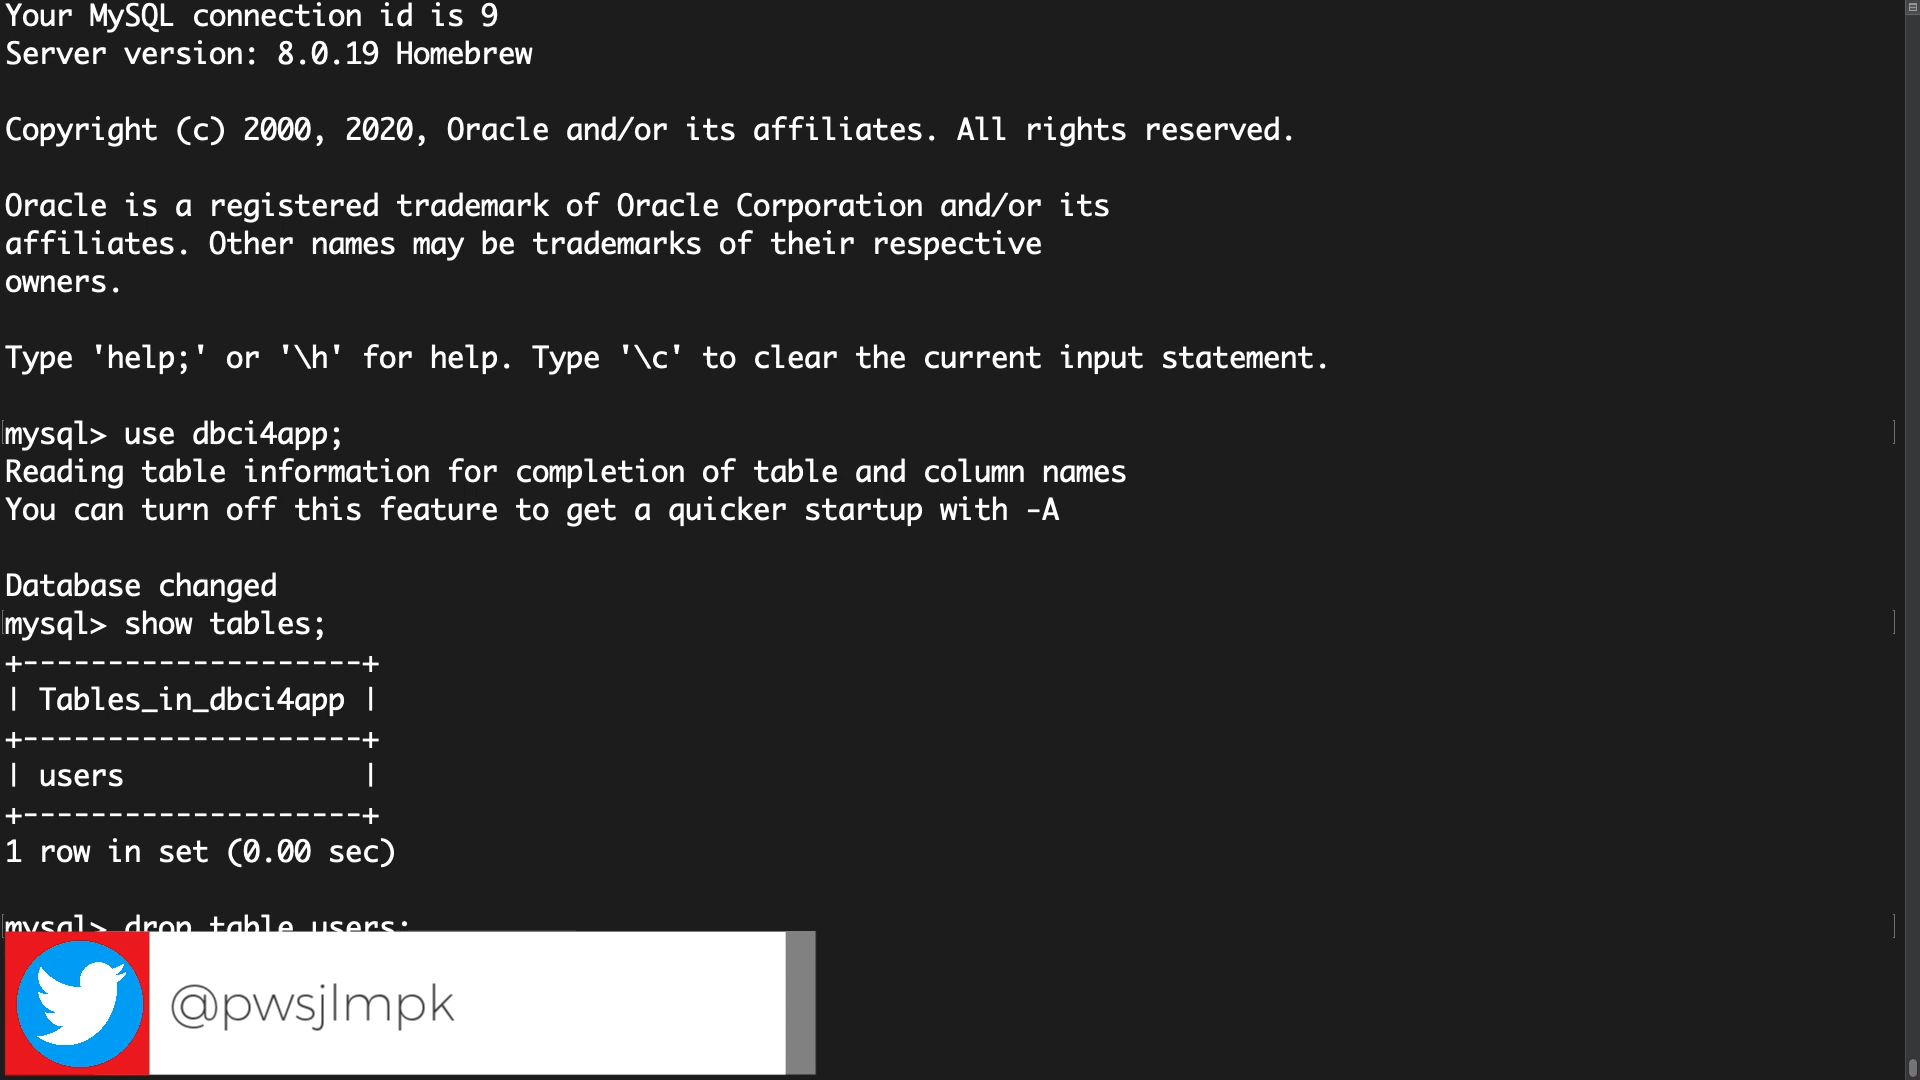 Your MySQL connection id is 9
Server version: 8.0.19 Homebrew
Copyright (c) 2000, 2020, Oracle and/or its affiliates. All rights reserved.
Oracle is a registered trademark of Oracle Corporation and/or its
affiliates. Other names may be trademarks of their respective
owners.
Type 'help;' or '\h' for help. Type '\c' to clear the current input statement.
mysql> use dbci4app;
Reading table information for completion of table and column names
You can turn off this feature to get a quicker startup with -A
Database changed
mysql> show tables;
+--------------------+
| Tables_in_dbci4app |
+--------------------+
| users              |
+--------------------+
1 row in set (0.00 sec)
mysql> drop table users;
@pwsjlmpk